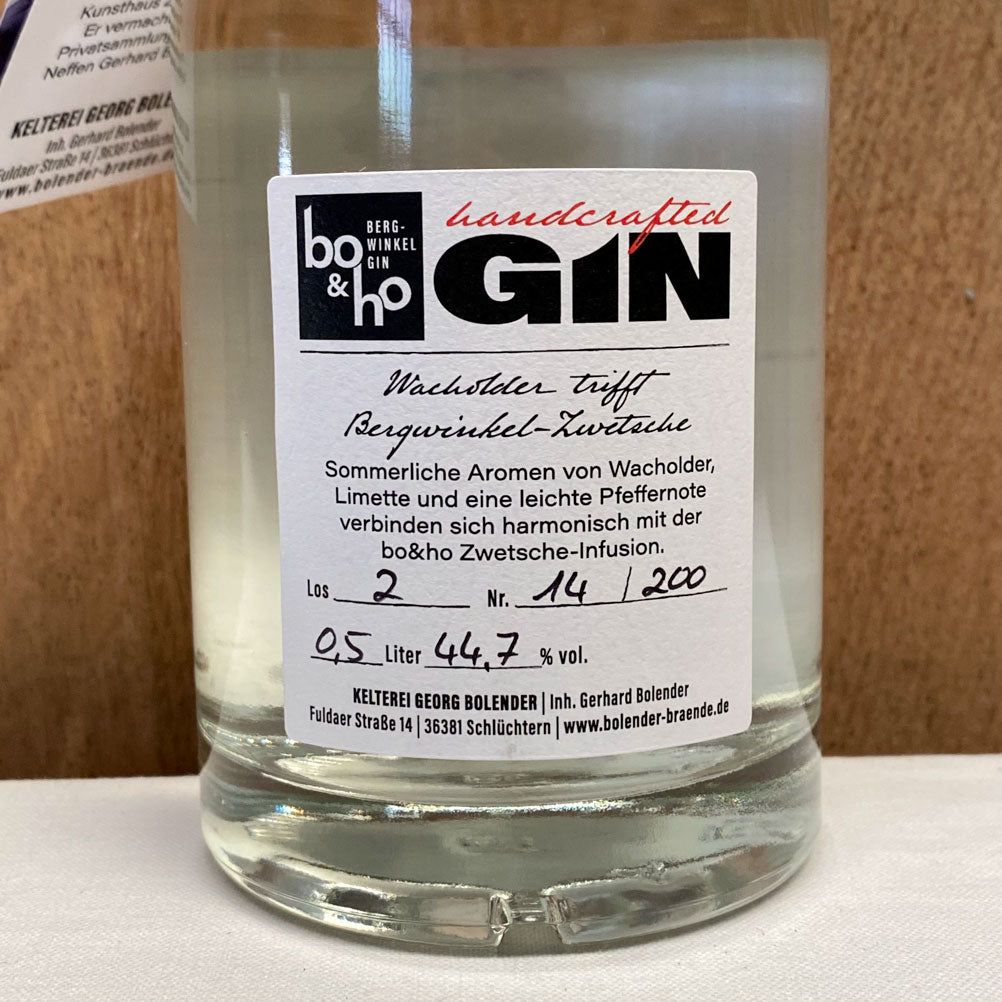 Kunsthaus
Er vermach
Privatsammlung
Neffen Gerhard B
KELTEREI GEORG BOLE
Inh. Gerhard Bolender
Fuldaer Straße 14 | 36381 Schlücht
www.bolender-braende.d
bo
&ho
BERG-
WINKEL
GIN
handcrafted
GIN
Wacholder trifft
Bergwinkel-Zwetsche
Sommerliche Aromen von Wacholder,
Limette und eine leichte Pfeffernote
verbinden sich harmonisch mit der
bo&ho Zwetsche-Infusion.
Los 2 Nr. 14 / 200
0,5 Liter 44,7 % vol.
KELTEREI GEORG BOLENDER | Inh. Gerhard Bolender
Fuldaer Straße 14 | 36381 Schlüchtern | www.bolender-braende.de